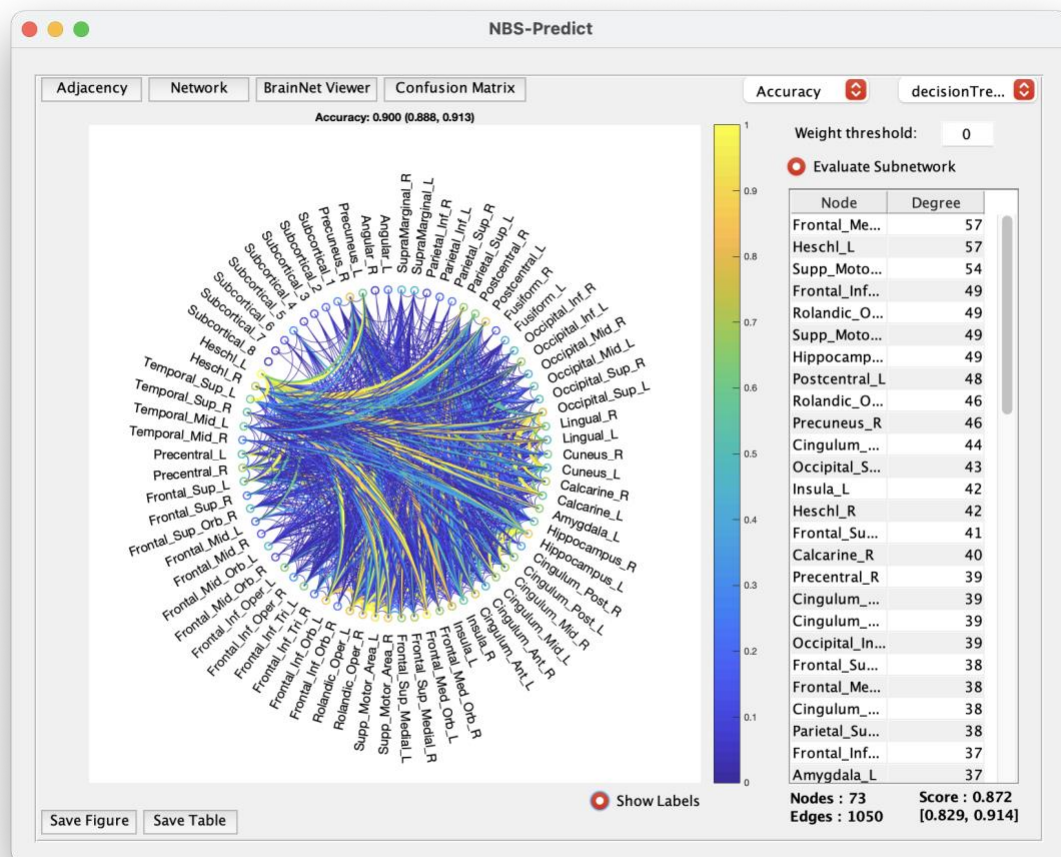 NBS-Predict
Adjacency
Network
BrainNet Viewer
Confusion Matrix
Accuracy
decisionTre...
Accuracy: 0.900 (0.888, 0.913)
Weight threshold:
0
Evaluate Subnetwork
SupraMarginal_R
SupraMarginal_L
Parietal_Inf_R
Parietal_Inf_L
Parietal_Sup_R
Parietal_Sup_L
Postcentral_R
Postcentral_L
Fusiform_R
Fusiform_L
Occipital_Inf_R
Occipital_Inf_L
Occipital_Mid_R
Occipital_Mid_L
Occipital_Sup_R
Occipital_Sup_L
Lingual_R
Lingual_L
Cuneus_R
Cuneus_L
Calcarine_R
Calcarine_L
Amygdala_L
Hippocampus_R
Hippocampus_L
Cingulum_Post_R
Cingulum_Post_L
Cingulum_Mid_R
Cingulum_Mid_L
Cingulum_Ant_R
Cingulum_Ant_L
Insula_R
Insula_L
Frontal_Med_Orb_R
Frontal_Med_Orb_L
Frontal_Sup_Medial_R
Frontal_Sup_Medial_L
Supp_Motor_Area_R
Supp_Motor_Area_L
Rolandic_Oper_R
Rolandic_Oper_L
Frontal_Inf_Orb_R
Frontal_Inf_Orb_L
Frontal_Inf_Tri_R
Frontal_Inf_Tri_L
Frontal_Inf_Oper_R
Frontal_Inf_Oper_L
Frontal_Mid_Orb_R
Frontal_Mid_Orb_L
Frontal_Mid_R
Frontal_Mid_L
Frontal_Sup_Orb_R
Frontal_Sup_R
Frontal_Sup_L
Precentral_R
Precentral_L
Temporal_Mid_R
Temporal_Mid_L
Temporal_Sup_R
Temporal_Sup_L
Heschl_R
Heschl_L
Subcortical_8
Subcortical_7
Subcortical_6
Subcortical_5
Subcortical_4
Subcortical_3
Subcortical_2
Subcortical_1
Precuneus_R
Precuneus_L
Angular_R
Angular_L
1
0.9
0.8
0.7
0.6
0.5
0.4
0.3
0.2
0.1
0
Node Degree
Frontal_Me... 57
Heschl_L 57
Supp_Moto... 54
Frontal_Inf... 49
Rolandic_O... 49
Supp_Moto... 49
Hippocamp... 49
Postcentral_L 48
Rolandic_O... 46
Precuneus_R 46
Cingulum_... 44
Occipital_S... 43
Insula_L 42
Heschl_R 42
Frontal_Su... 41
Calcarine_R 40
Precentral_R 39
Cingulum_... 39
Cingulum_... 39
Occipital_In... 39
Frontal_Su... 38
Frontal_Me... 38
Cingulum_... 38
Parietal_Su... 38
Frontal_Inf... 37
Amygdala_L 37
Show Labels
Nodes : 73 Score : 0.872
Edges : 1050 [0.829, 0.914]
Save Figure
Save Table